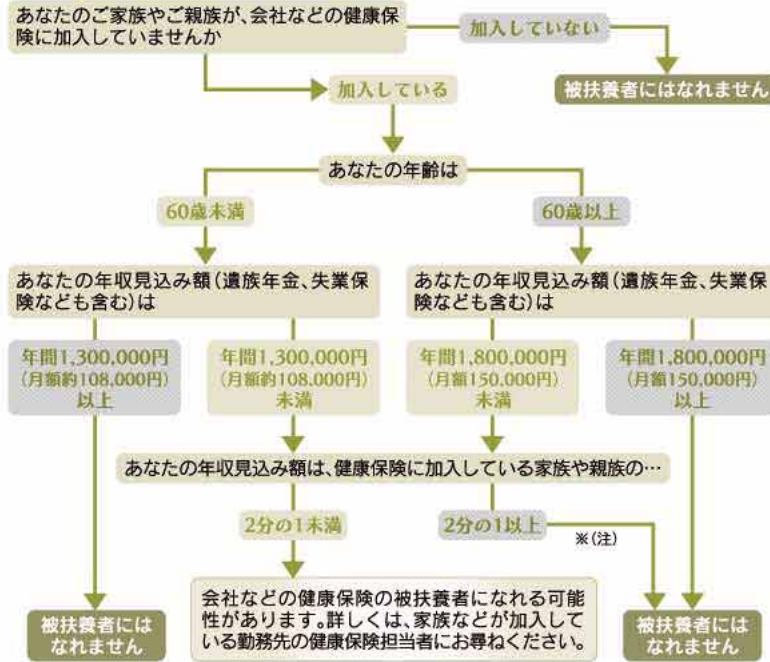 あなたのご家族やご親族が、会社などの健康保
険に加入していませんか
加入していない
加入している
被扶養者にはなれません
あなたの年齢は
60歳未満
60歳以上
あなたの年収見込み額（遺族年金、失業保
険なども含む）は
あなたの年収見込み額（遺族年金、失業保
険なども含む）は
年間1,300,000円
（月額約108,000円）
以上
年間1,300,000円
（月額約108,000円）
未満
年間1,800,000円
（月額150,000円）
未満
年間1,800,000円
（月額150,000円）
以上
あなたの年収見込み額は、健康保険に加入している家族や親族の…
2分の1未満
2分の1以上
※（注）
被扶養者には
なれません
会社などの健康保険の被扶養者になれる可能
性があります。詳しくは、家族などが加入して
いる勤務先の健康保険担当者にお尋ねください。
被扶養者には
なれません